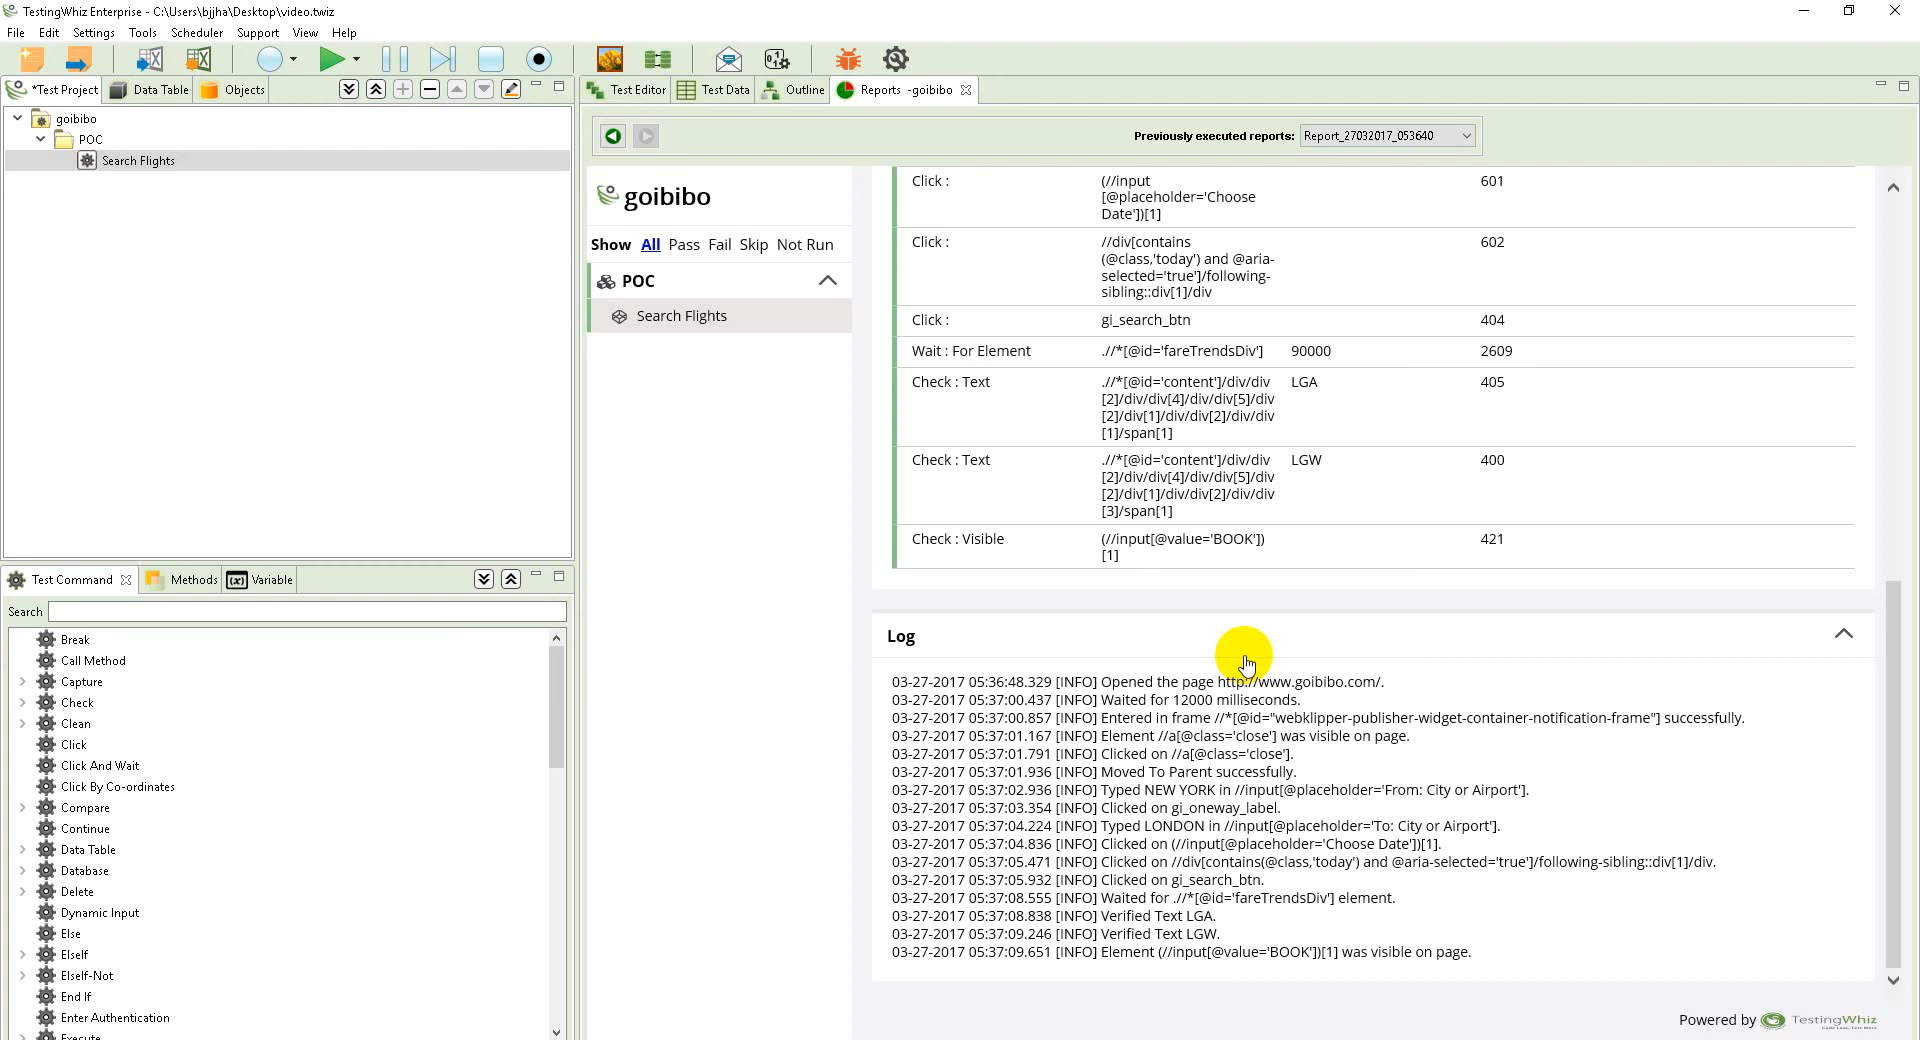 TestingWhiz Enterprise - C:\Users\bjjha\Desktop\video.twiz
File Edit Settings Tools Scheduler Support View Help
*Test Project Data Table Objects
Test Editor Test Data Outline Reports -goibibo
goibibo
POC
Search Flights
Previously executed reports: Report_27032017_053640
goibibo
Show All Pass Fail Skip Not Run
POC
Search Flights
Click : (//input 601
[@placeholder='Choose
Date'])[1]
Click : //div[contains 602
(@class,'today') and @aria-
selected='true']/following-
sibling::div[1]/div
Click : gi_search_btn 404
Wait : For Element .//*[@id='fareTrendsDiv'] 90000 2609
Check : Text .//*[@id='content']/div/div LGA 405
[2]/div/div[4]/div/div[5]/div
[2]/div[1]/div/div[2]/div/div
[1]/span[1]
Check : Text .//*[@id='content']/div/div LGW 400
[2]/div/div[4]/div/div[5]/div
[2]/div[1]/div/div[2]/div/div
[3]/span[1]
Check : Visible (//input[@value='BOOK']) 421
[1]
Log
03-27-2017 05:36:48.329 [INFO] Opened the page http://www.goibibo.com/.
03-27-2017 05:37:00.437 [INFO] Waited for 12000 milliseconds.
03-27-2017 05:37:00.857 [INFO] Entered in frame //*[@id="webklipper-publisher-widget-container-notification-frame"] successfully.
03-27-2017 05:37:01.167 [INFO] Element //a[@class='close'] was visible on page.
03-27-2017 05:37:01.791 [INFO] Clicked on //a[@class='close'].
03-27-2017 05:37:01.936 [INFO] Moved To Parent successfully.
03-27-2017 05:37:02.936 [INFO] Typed NEW YORK in //input[@placeholder='From: City or Airport'].
03-27-2017 05:37:03.354 [INFO] Clicked on gi_oneway_label.
03-27-2017 05:37:04.224 [INFO] Typed LONDON in //input[@placeholder='To: City or Airport'].
03-27-2017 05:37:04.836 [INFO] Clicked on (//input[@placeholder='Choose Date'])[1].
03-27-2017 05:37:05.471 [INFO] Clicked on //div[contains(@class,'today') and @aria-selected='true']/following-sibling::div[1]/div.
03-27-2017 05:37:05.932 [INFO] Clicked on gi_search_btn.
03-27-2017 05:37:08.555 [INFO] Waited for .//*[@id='fareTrendsDiv'] element.
03-27-2017 05:37:08.838 [INFO] Verified Text LGA.
03-27-2017 05:37:09.246 [INFO] Verified Text LGW.
03-27-2017 05:37:09.651 [INFO] Element (//input[@value='BOOK'])[1] was visible on page.
Powered by TestingWhiz
Test Command Methods (x) Variable
Search
Break
Call Method
Capture
Check
Clean
Click
Click And Wait
Click By Co-ordinates
Compare
Continue
Data Table
Database
Delete
Dynamic Input
Else
ElseIf
ElseIf-Not
End If
Enter Authentication
Execute